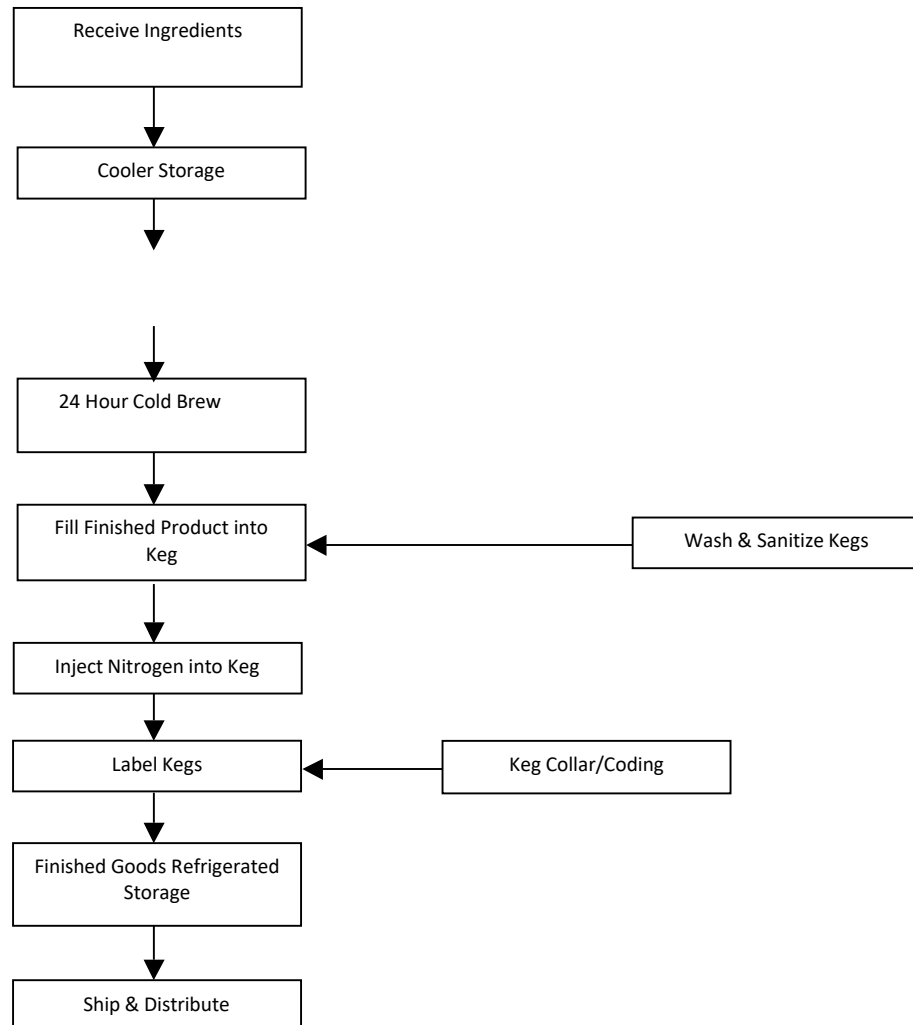 Receive Ingredients
Cooler Storage
24 Hour Cold Brew
Fill Finished Product into
Keg
Wash & Sanitize Kegs
Inject Nitrogen into Keg
Label Kegs
Keg Collar/Coding
Finished Goods Refrigerated
Storage
Ship & Distribute